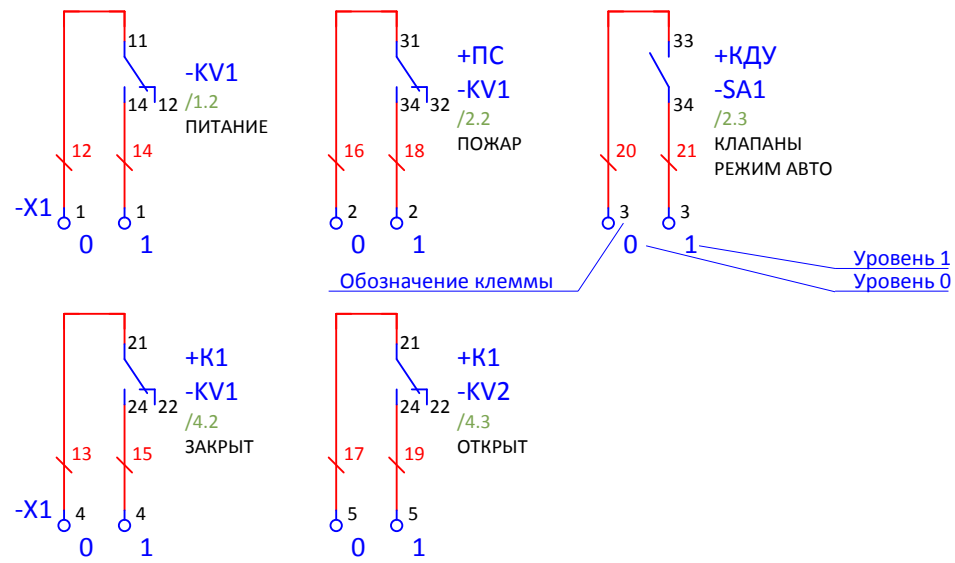 11
-KV1
/1.2
14 12
ПИТАНИЕ
12 14
-X1 1 1
0 1
31
+ПС
-KV1
/2.2
34 32
ПОЖАР
16 18
2 2
0 1
33
+КДУ
-SA1
34
/2.3
КЛАПАНЫ
РЕЖИМ АВТО
20 21
3 3
0 1
Уровень 1
Уровень 0
Обозначение клеммы
21
+К1
-KV1
24 22
/4.2
ЗАКРЫТ
13 15
-X1 4 4
0 1
21
+К1
-KV2
24 22
/4.3
ОТКРЫТ
17 19
5 5
0 1